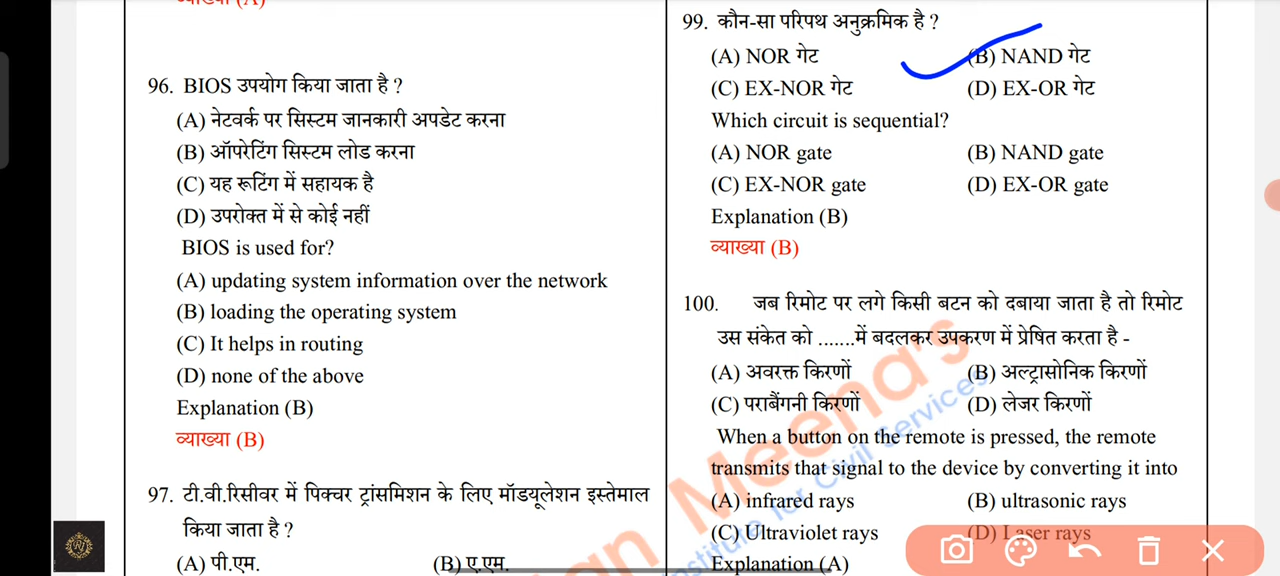 व्याख्या (A)
96. BIOS उपयोग किया जाता है ?
(A) नेटवर्क पर सिस्टम जानकारी अपडेट करना
(B) ऑपरेटिंग सिस्टम लोड करना
(C) यह रूटिंग में सहायक है
(D) उपरोक्त में से कोई नहीं
BIOS is used for?
(A) updating system information over the network
(B) loading the operating system
(C) It helps in routing
(D) none of the above
Explanation (B)
व्याख्या (B)
97. टी.वी.रिसीवर में पिक्चर ट्रांसमिशन के लिए मॉडयूलेशन इस्तेमाल
किया जाता है ?
(A) पी.एम. (B) ए.एम.
99. कौन-सा परिपथ अनुक्रमिक है ?
(A) NOR गेट (B) NAND गेट
(C) EX-NOR गेट (D) EX-OR गेट
Which circuit is sequential?
(A) NOR gate (B) NAND gate
(C) EX-NOR gate (D) EX-OR gate
Explanation (B)
व्याख्या (B)
100. जब रिमोट पर लगे किसी बटन को दबाया जाता है तो रिमोट
उस संकेत को .......में बदलकर उपकरण में प्रेषित करता है -
(A) अवरक्त किरणों (B) अल्ट्रासोनिक किरणों
(C) पराबैंगनी किरणों (D) लेजर किरणों
When a button on the remote is pressed, the remote
transmits that signal to the device by converting it into
(A) infrared rays (B) ultrasonic rays
(C) Ultraviolet rays (D) Laser rays
Explanation (A)
Meena's
for Civil Services